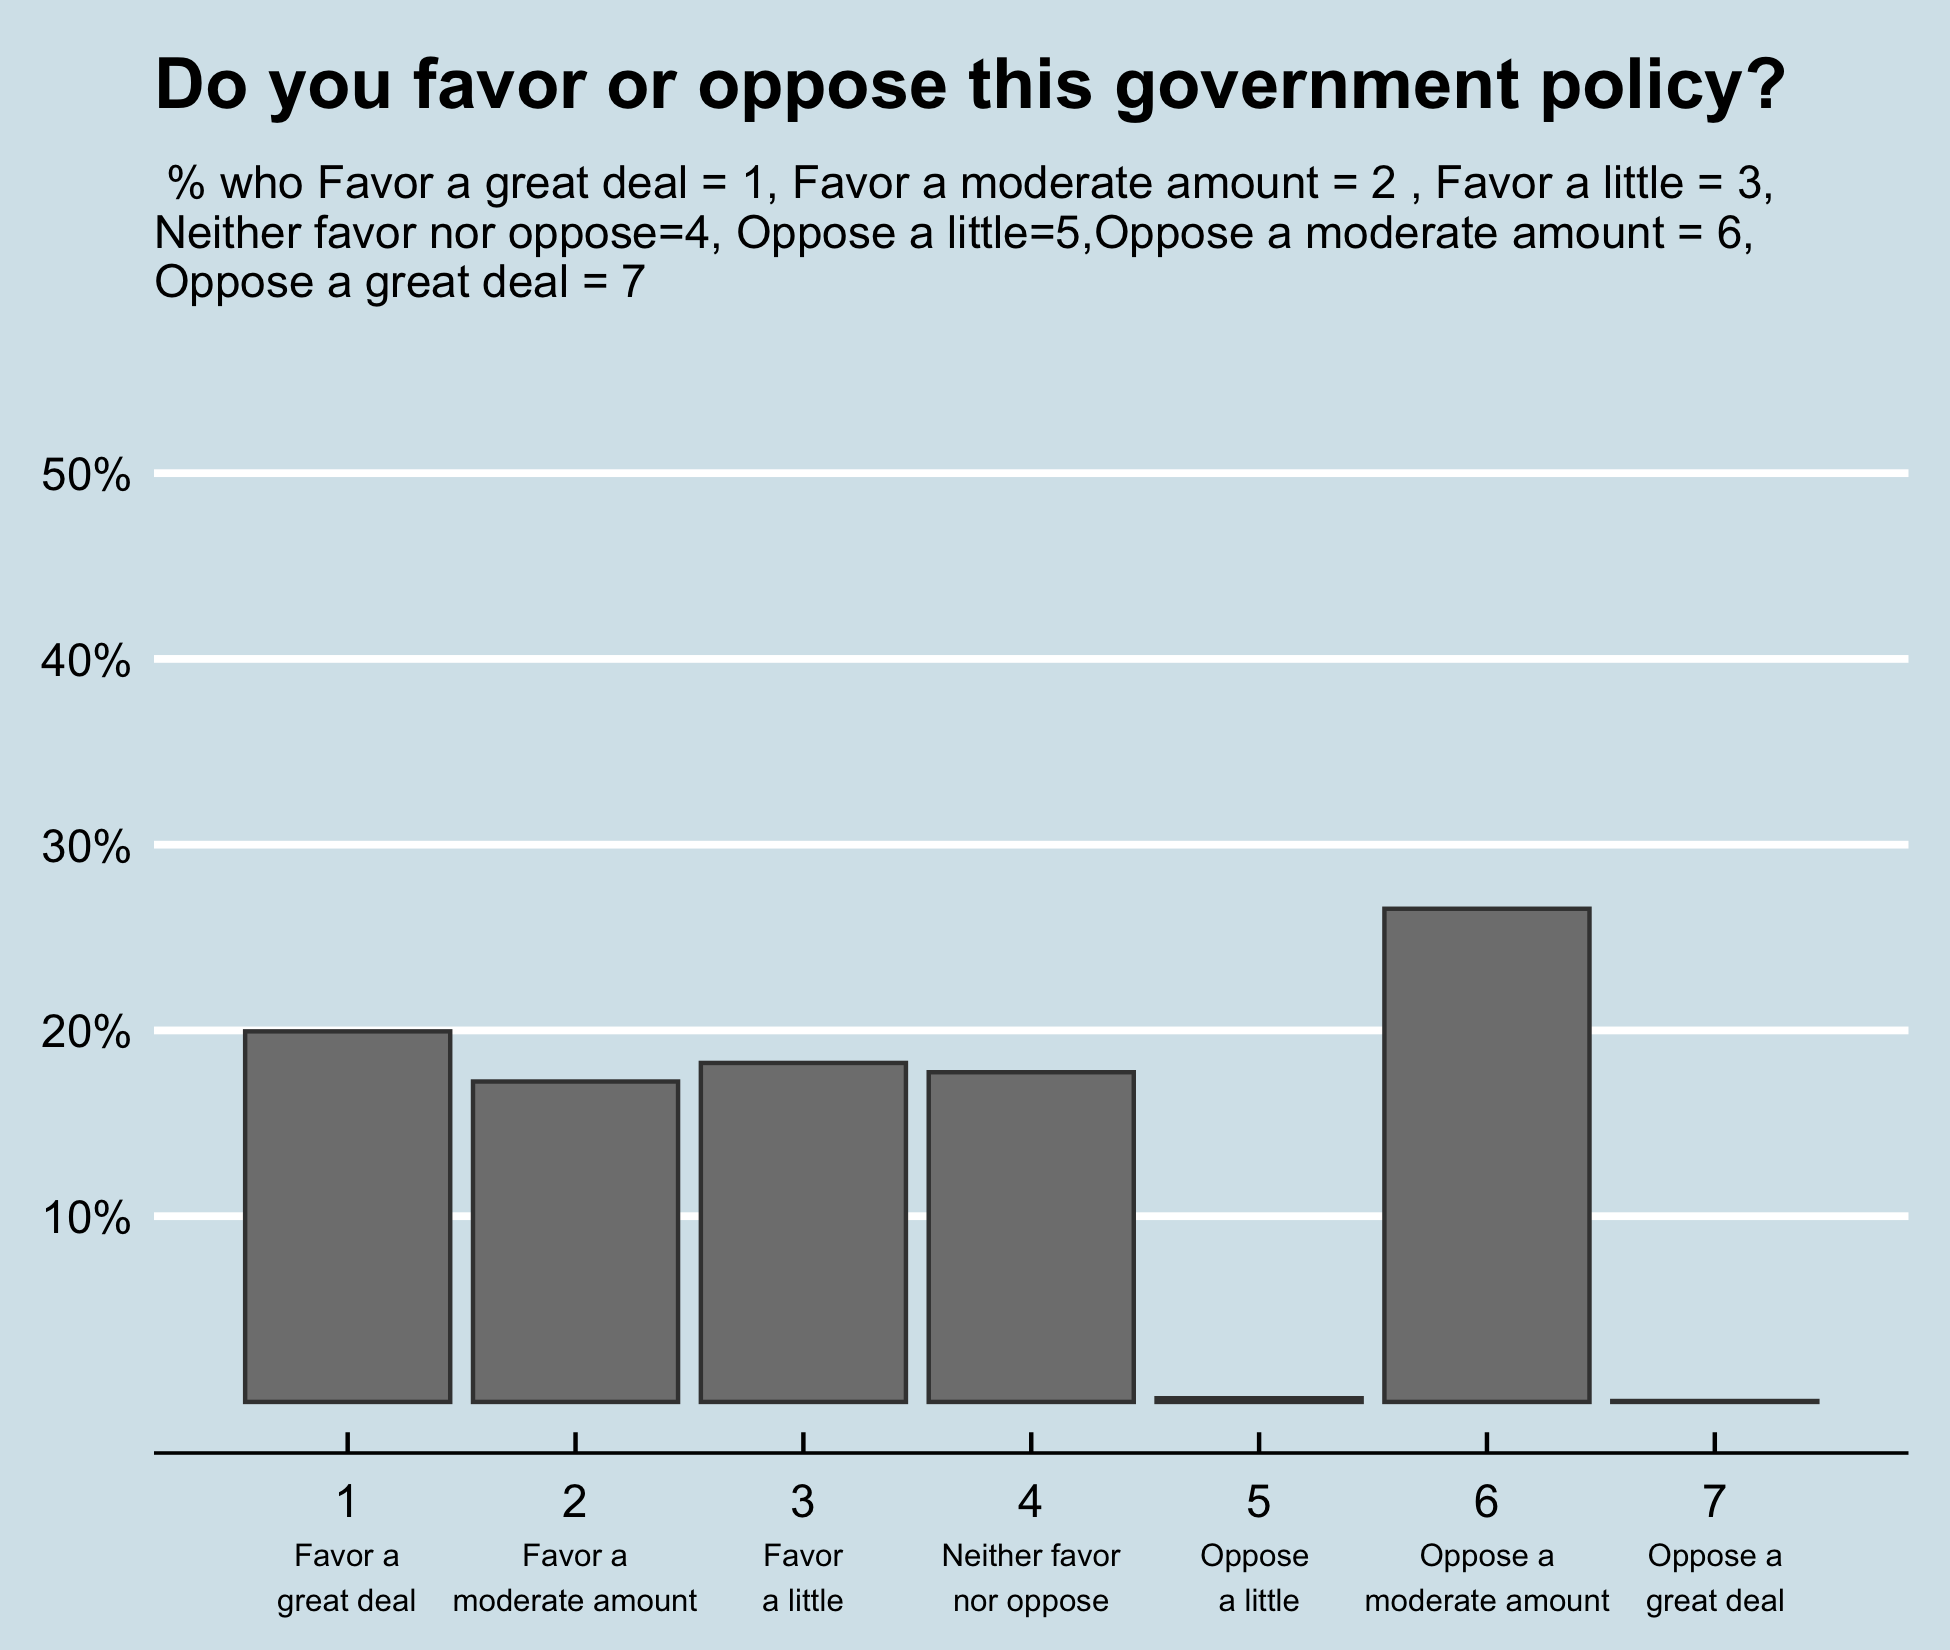 Do you favor or oppose this government policy?
% who Favor a great deal = 1, Favor a moderate amount = 2 , Favor a little = 3,
Neither favor nor oppose=4, Oppose a little=5,Oppose a moderate amount = 6,
Oppose a great deal = 7
50%
40%
30%
20%
10%
1 2 3 4 5 6 7
Favor a Favor a Favor Neither favor Oppose Oppose a Oppose a
great deal moderate amount a little nor oppose a little moderate amount great deal